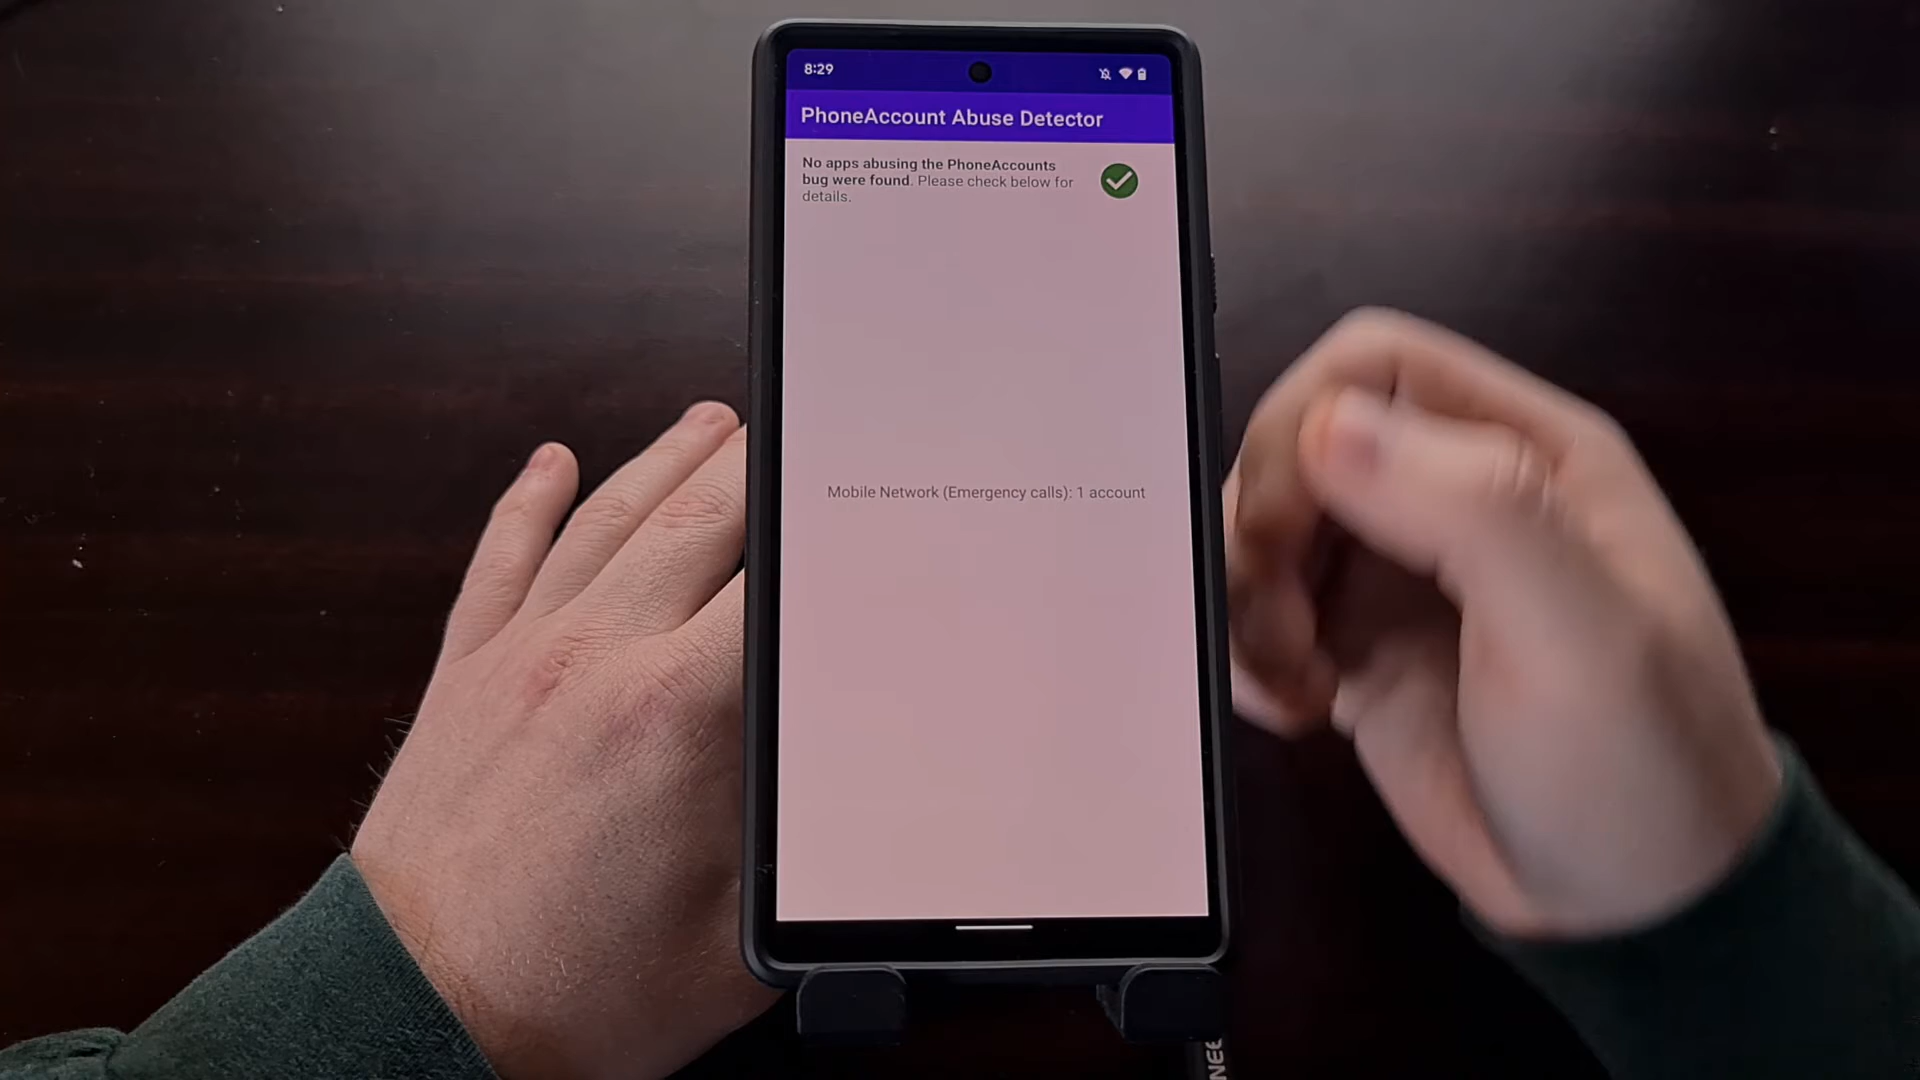 8:29
PhoneAccount Abuse Detector
No apps abusing the PhoneAccounts
bug were found. Please check below for
details.
Mobile Network (Emergency calls): 1 account
NEE